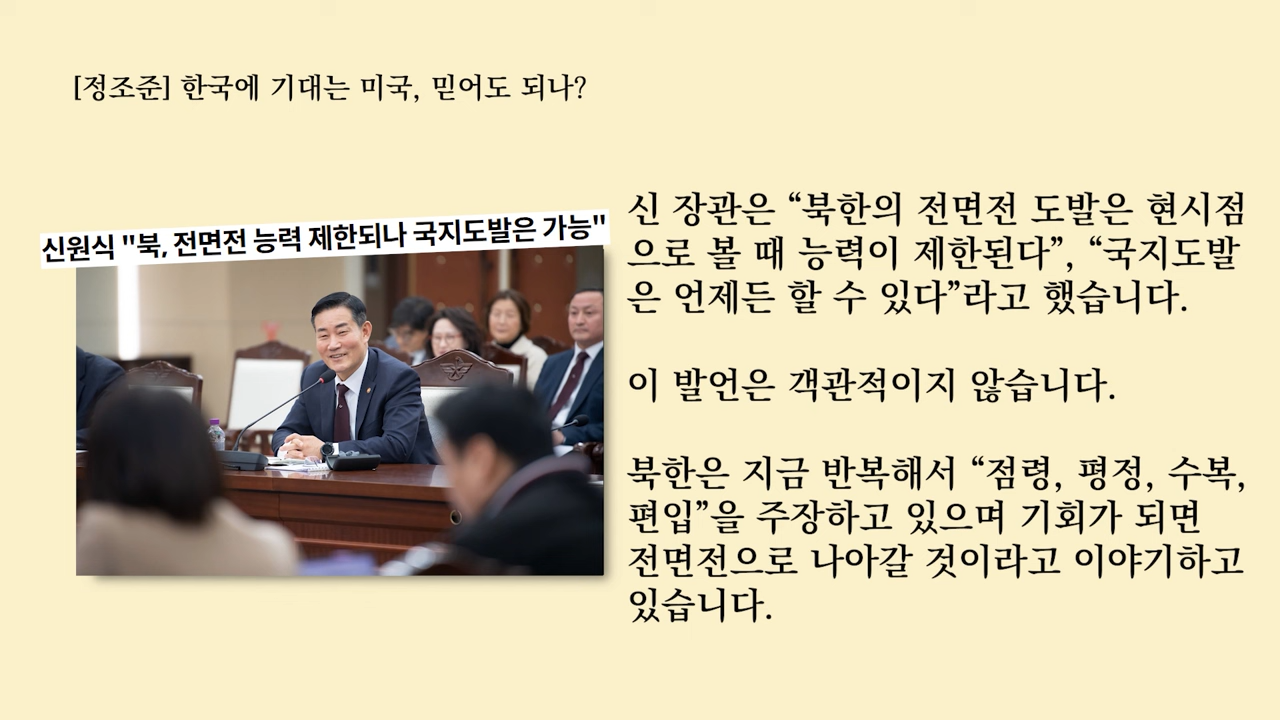 [정조준] 한국에 기대는 미국, 믿어도 되나?
신원식 "북, 전면전 능력 제한되나 국지도발은 가능"
신 장관은 “북한의 전면전 도발은 현시점
으로 볼 때 능력이 제한된다”, “국지도발
은 언제든 할 수 있다”라고 했습니다.
이 발언은 객관적이지 않습니다.
북한은 지금 반복해서 “점령, 평정, 수복,
편입”을 주장하고 있으며 기회가 되면
전면전으로 나아갈 것이라고 이야기하고
있습니다.